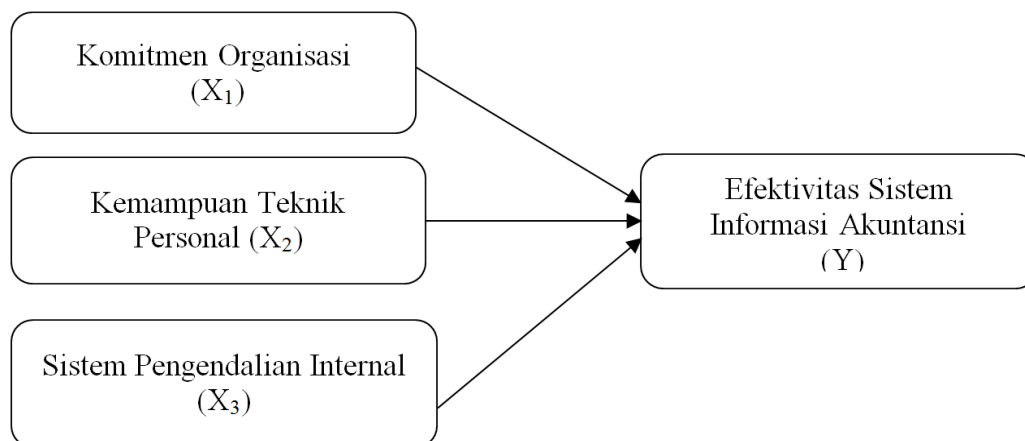 Komitmen Organisasi
(X₁)
Kemampuan Teknik
Personal (X₂)
Sistem Pengendalian Internal
(X₃)
Efektivitas Sistem
Informasi Akuntansi
(Y)